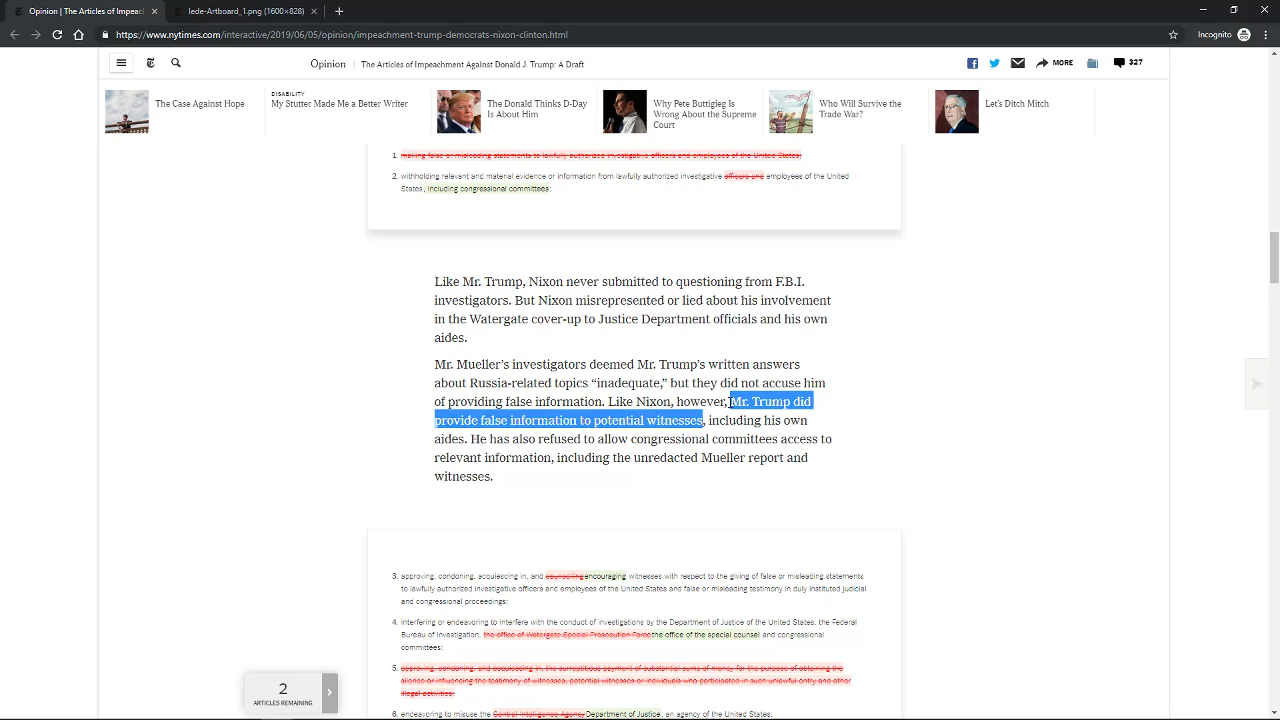 Opinion | The Articles of Impeac
lede-Artboard_1.png (1600×828)
https://www.nytimes.com/interactive/2019/06/05/opinion/impeachment-trump-democrats-nixon-clinton.html
Incognito
Opinion | The Articles of Impeachment Against Donald J. Trump: A Draft
MORE
327
The Case Against Hope
DISABILITY
My Stutter Made Me a Better Writer
The Donald Thinks D-Day
Is About Him
Why Pete Buttigieg Is
Wrong About the Supreme
Court
Who Will Survive the
Trade War?
Let's Ditch Mitch
1. making false or misleading statements to lawfully authorized investigative officers and employees of the United States;
2. withholding relevant and material evidence or information from lawfully authorized investigative officers and employees of the United
States, including congressional committees;
Like Mr. Trump, Nixon never submitted to questioning from F.B.I.
investigators. But Nixon misrepresented or lied about his involvement
in the Watergate cover-up to Justice Department officials and his own
aides.
Mr. Mueller's investigators deemed Mr. Trump's written answers
about Russia-related topics “inadequate,” but they did not accuse him
of providing false information. Like Nixon, however, Mr. Trump did
provide false information to potential witnesses, including his own
aides. He has also refused to allow congressional committees access to
relevant information, including the unredacted Mueller report and
witnesses.
3. approving, condoning, acquiescing in, and counselling encouraging witnesses with respect to the giving of false or misleading statements
to lawfully authorized investigative officers and employees of the United States and false or misleading testimony in duly instituted judicial
and congressional proceedings;
4. interfering or endeavoring to interfere with the conduct of investigations by the Department of Justice of the United States, the Federal
Bureau of Investigation, the office of Watergate Special Prosecution Force the office of the special counsel and congressional
committees;
5. approving, condoning, and acquiescing in, the surreptitious payment of substantial sums of money for the purpose of obtaining the
silence or influencing the testimony of witnesses, potential witnesses or individuals who participated in such unlawful entry and other
illegal activities;
6. endeavoring to misuse the Central Intelligence Agency Department of Justice, an agency of the United States;
2
ARTICLES REMAINING